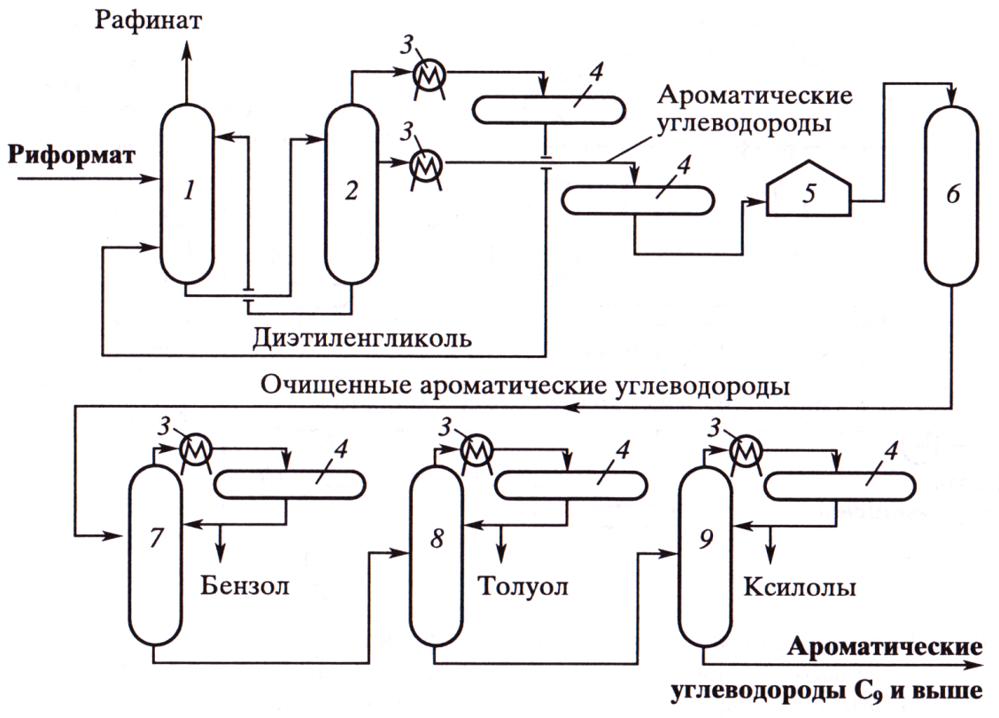 Рафинат
3
4
Ароматические
углеводороды
Риформат
3
4
1
2
5
6
Диэтиленгликоль
Очищенные ароматические углеводороды
3
4
3
4
3
4
7
8
9
Бензол
Толуол
Ксилолы
Ароматические
углеводороды C₉ и выше